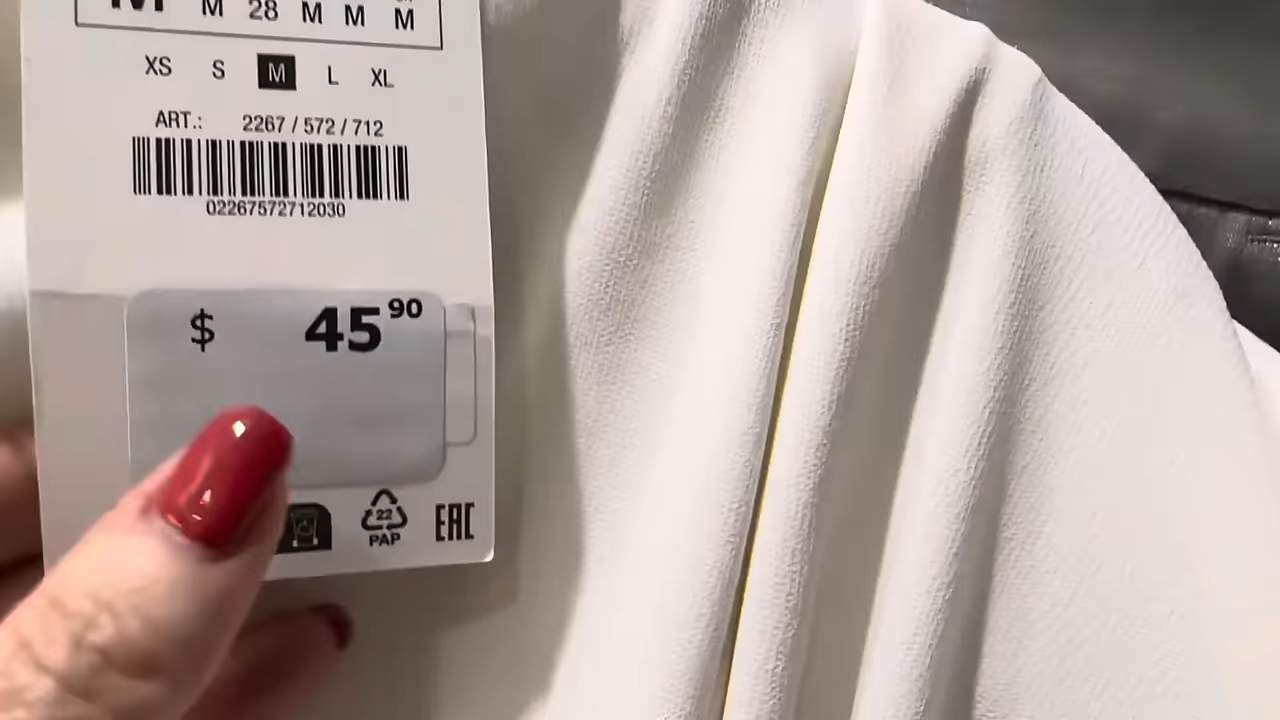 M M 28 M M M
XS S M L XL
ART.: 2267 / 572 / 712
02267572712030
$ 45 90
22
PAP
EAC